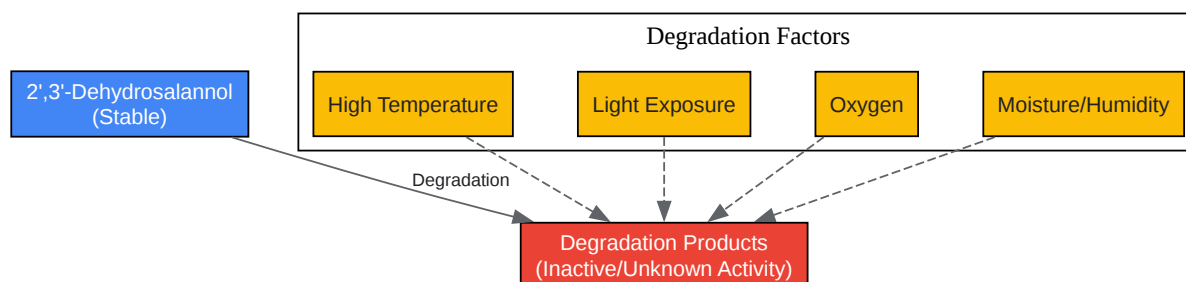 Degradation Factors
2',3'-Dehydrosalannol
(Stable)
High Temperature
Light Exposure
Oxygen
Moisture/Humidity
Degradation
Degradation Products
(Inactive/Unknown Activity)